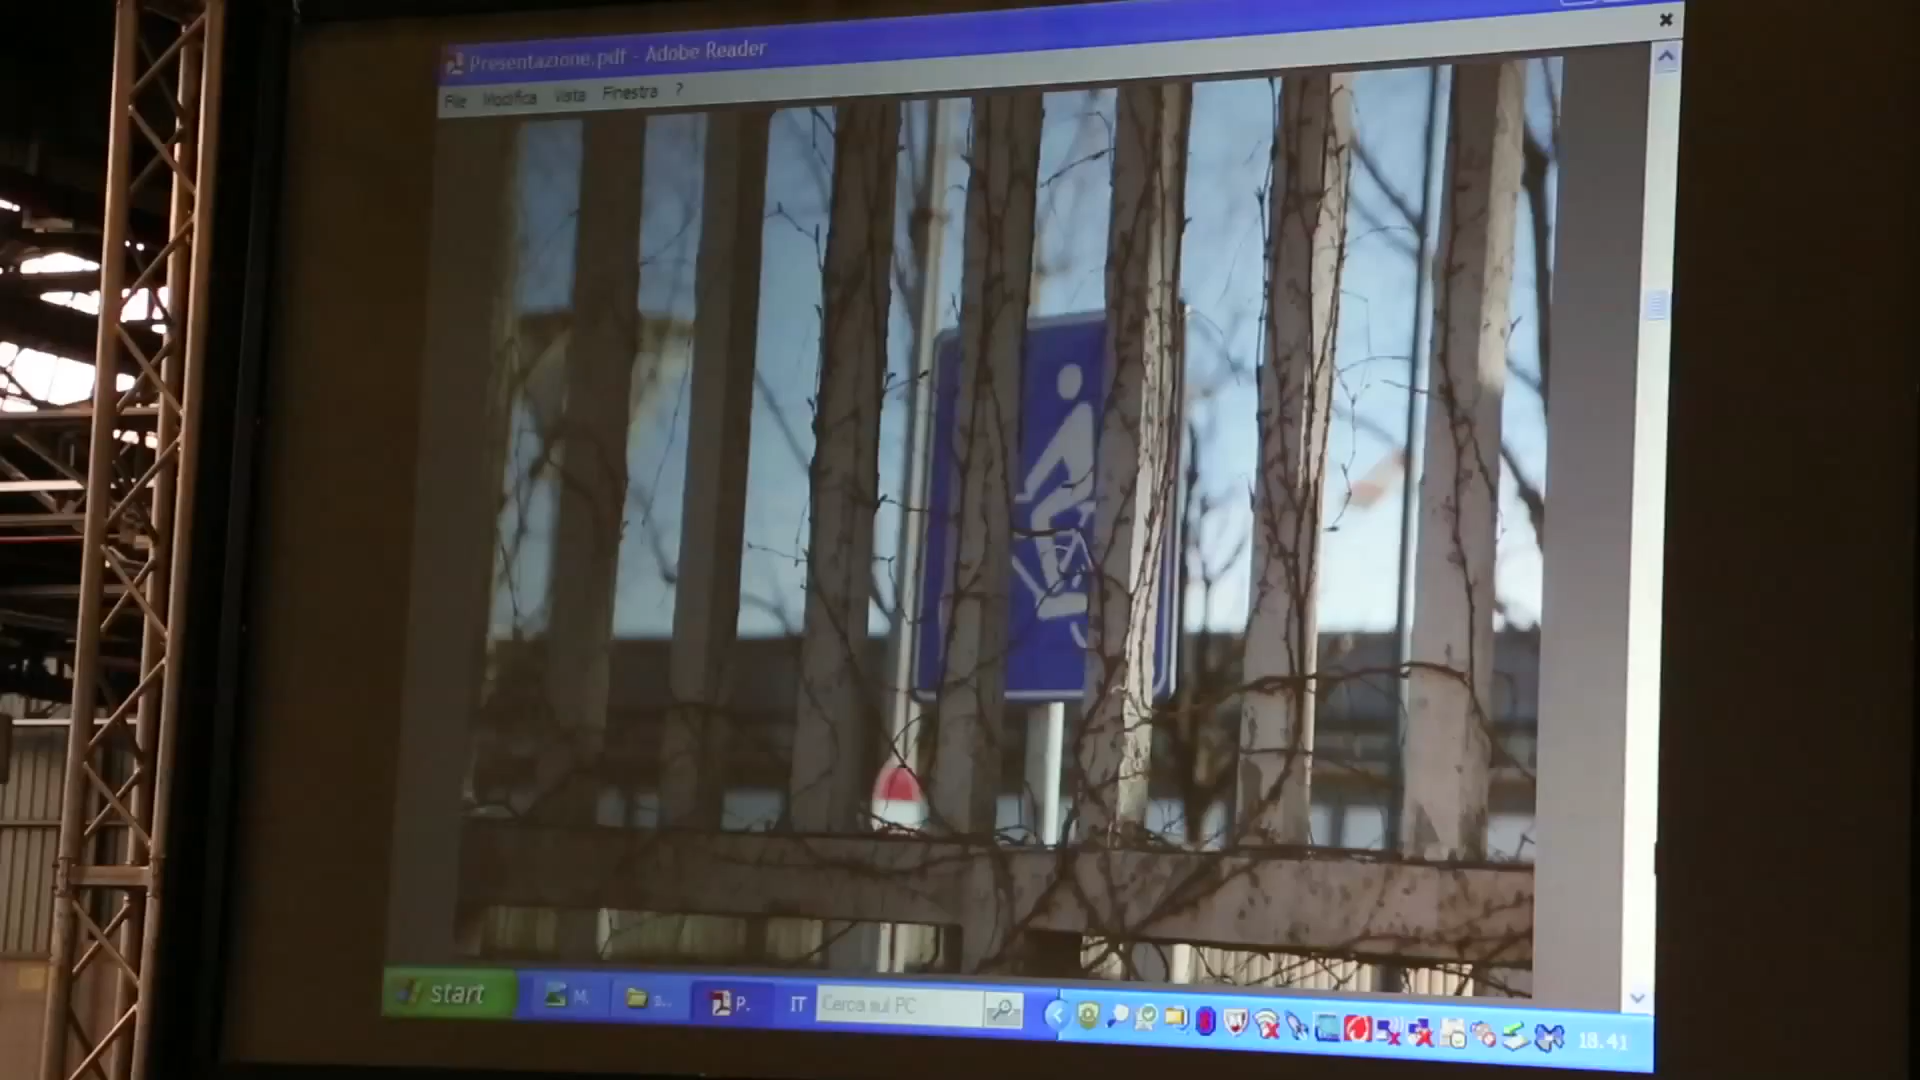 Presentazione.pdf - Adobe Reader
File Modifica Vista Finestra ?
start M. P. IT Cerca sul PC 18.41